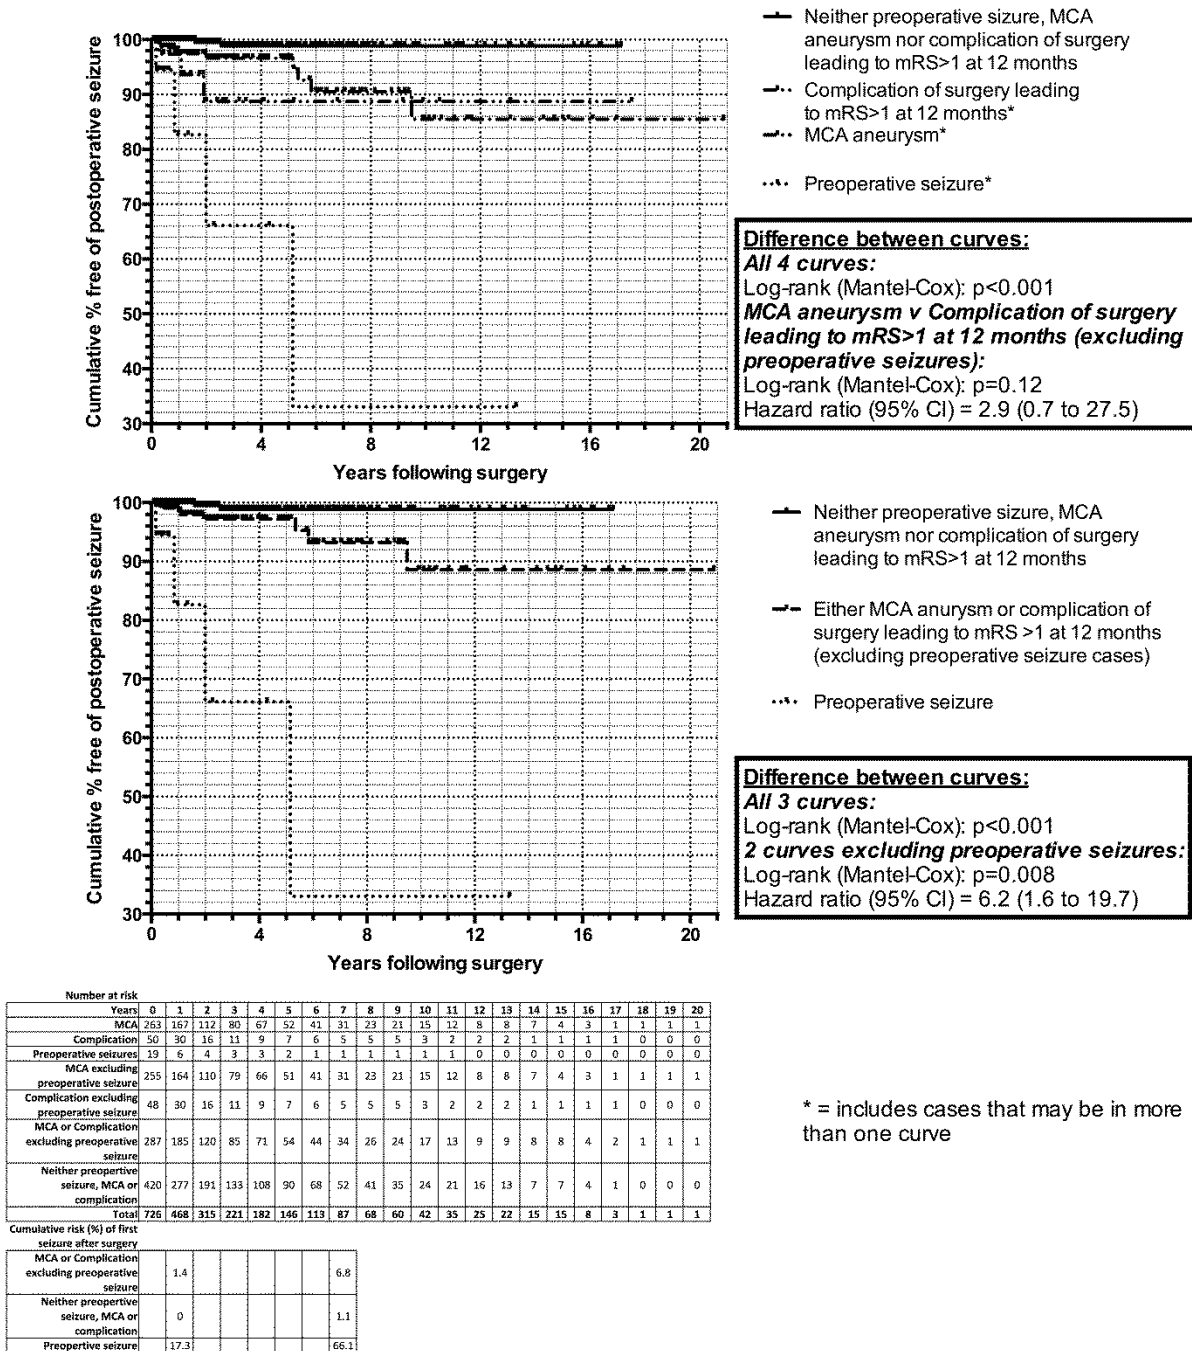 Neither preoperative sizure, MCA
aneurysm nor complication of surgery
leading to mRS>1 at 12 months
Complication of surgery leading
to mRS>1 at 12 months*
MCA aneurysm*
Preoperative seizure*
Difference between curves:
All 4 curves:
Log-rank (Mantel-Cox): p<0.001
MCA aneurysm v Complication of surgery
leading to mRS>1 at 12 months (excluding
preoperative seizures):
Log-rank (Mantel-Cox): p=0.12
Hazard ratio (95% CI) = 2.9 (0.7 to 27.5)
Cumulative % free of postoperative seizure
100
90
80
70
60
50
40
30
0 4 8 12 16 20
Years following surgery
Neither preoperative sizure, MCA
aneurysm nor complication of surgery
leading to mRS>1 at 12 months
Either MCA anurysm or complication of
surgery leading to mRS >1 at 12 months
(excluding preoperative seizure cases)
Preoperative seizure
Difference between curves:
All 3 curves:
Log-rank (Mantel-Cox): p<0.001
2 curves excluding preoperative seizures:
Log-rank (Mantel-Cox): p=0.008
Hazard ratio (95% CI) = 6.2 (1.6 to 19.7)
Cumulative % free of postoperative seizure
100
90
80
70
60
50
40
30
0 4 8 12 16 20
Years following surgery
Number at risk
Years 0 1 2 3 4 5 6 7 8 9 10 11 12 13 14 15 16 17 18 19 20
MCA 263 167 112 80 67 52 41 31 23 21 15 12 8 8 7 4 3 1 1 1 1
Complication 50 30 16 11 9 7 6 5 5 5 3 2 2 2 1 1 1 1 0 0 0
Preoperative seizures 19 6 4 3 3 2 1 1 1 1 1 1 0 0 0 0 0 0 0 0 0
MCA excluding
preoperative seizure 255 164 110 79 66 51 41 31 23 21 15 12 8 8 7 4 3 1 1 1 1
Complication excluding
preoperative seizure 48 30 16 11 9 7 6 5 5 5 3 2 2 2 1 1 1 1 0 0 0
MCA or Complication
excluding preoperative 287 185 120 85 71 54 44 34 26 24 17 13 9 9 8 8 4 2 1 1 1
seizure
Neither preopertive
seizure, MCA or 420 277 191 133 108 90 68 52 41 35 24 21 16 13 7 7 4 1 0 0 0
complication
Total 726 468 315 221 182 146 113 87 68 60 42 35 25 22 15 15 8 3 1 1 1
Cumulative risk (%) of first
seizure after surgery
MCA or Complication
excluding preoperative 1.4 6.8
seizure
Neither preopertive
seizure, MCA or 0 1.1
complication
Preopertive seizure 17.3 66.1
* = includes cases that may be in more
than one curve